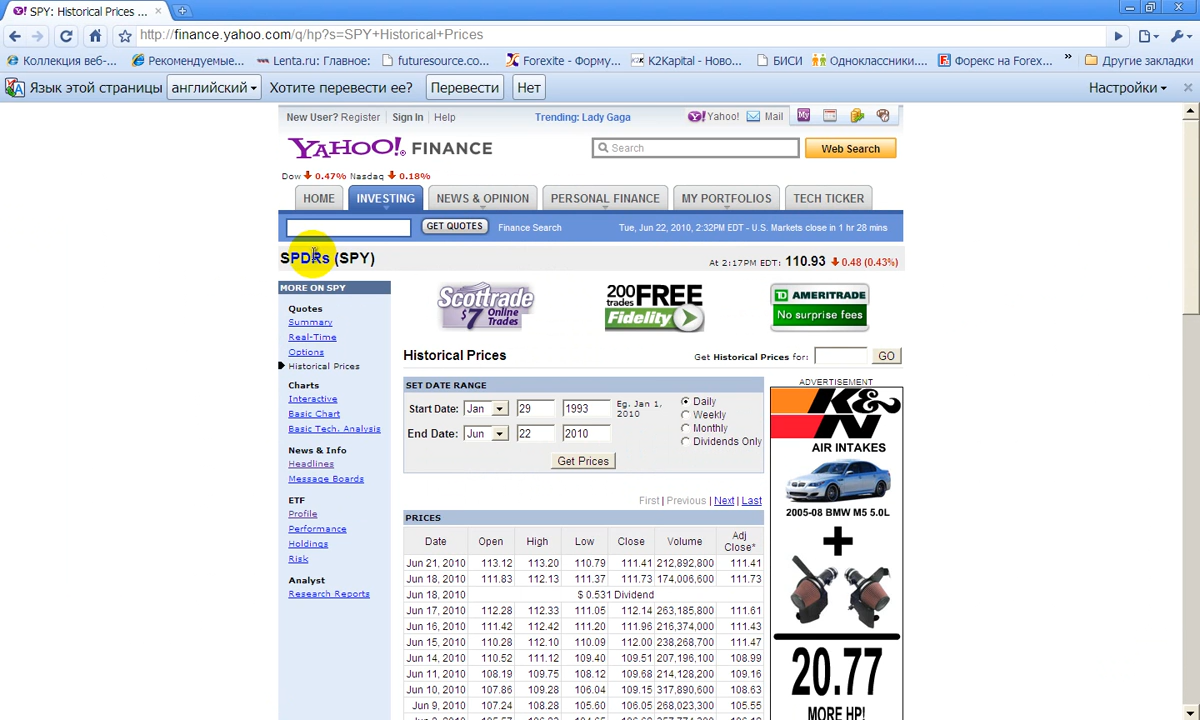 SPY: Historical Prices ...
http://finance.yahoo.com/q/hp?s=SPY+Historical+Prices
Коллекция веб-... Рекомендуемые... Lenta.ru: Главное: futuresource.co... Forexite - Форму... K2Kapital - Ново... БИСИ Одноклассники.... Форекс на Forex... » Другие закладки
Язык этой страницы английский Хотите перевести ее? Перевести Нет Настройки
New User? Register Sign In Help Trending: Lady Gaga Yahoo! Mail My
YAHOO! FINANCE Search Web Search
Dow 0.47% Nasdaq 0.18%
HOME INVESTING NEWS & OPINION PERSONAL FINANCE MY PORTFOLIOS TECH TICKER
GET QUOTES Finance Search Tue, Jun 22, 2010, 2:32PM EDT - U.S. Markets close in 1 hr 28 mins
SPDRs (SPY) At 2:17PM EDT: 110.93 0.48 (0.43%)
MORE ON SPY
Quotes
Summary
Real-Time
Options
Historical Prices
Charts
Interactive
Basic Chart
Basic Tech. Analysis
News & Info
Headlines
Message Boards
ETF
Profile
Performance
Holdings
Risk
Analyst
Research Reports
Scottrade
$7 Online Trades
200 FREE
trades
Fidelity
TD AMERITRADE
No surprise fees
Historical Prices Get Historical Prices for: GO
SET DATE RANGE
Start Date: Jan 29 1993 Eg. Jan 1, 2010
End Date: Jun 22 2010
Daily
Weekly
Monthly
Dividends Only
Get Prices
First | Previous | Next | Last
PRICES
Date Open High Low Close Volume Adj Close*
Jun 21, 2010 113.12 113.20 110.79 111.41 212,892,800 111.41
Jun 18, 2010 111.83 112.13 111.37 111.73 174,006,600 111.73
Jun 18, 2010 $ 0.531 Dividend
Jun 17, 2010 112.28 112.33 111.05 112.14 263,185,800 111.61
Jun 16, 2010 111.42 112.42 111.20 111.96 216,374,000 111.43
Jun 15, 2010 110.28 112.10 110.09 112.00 238,268,700 111.47
Jun 14, 2010 110.52 111.12 109.40 109.51 207,196,100 108.99
Jun 11, 2010 108.19 109.75 108.12 109.68 214,128,200 109.16
Jun 10, 2010 107.86 109.28 106.04 109.15 317,890,600 108.63
Jun 9, 2010 107.24 108.28 105.60 106.05 268,023,300 105.55
ADVERTISEMENT
K&N
AIR INTAKES
2005-08 BMW M5 5.0L
+
20.77
MORE HP!